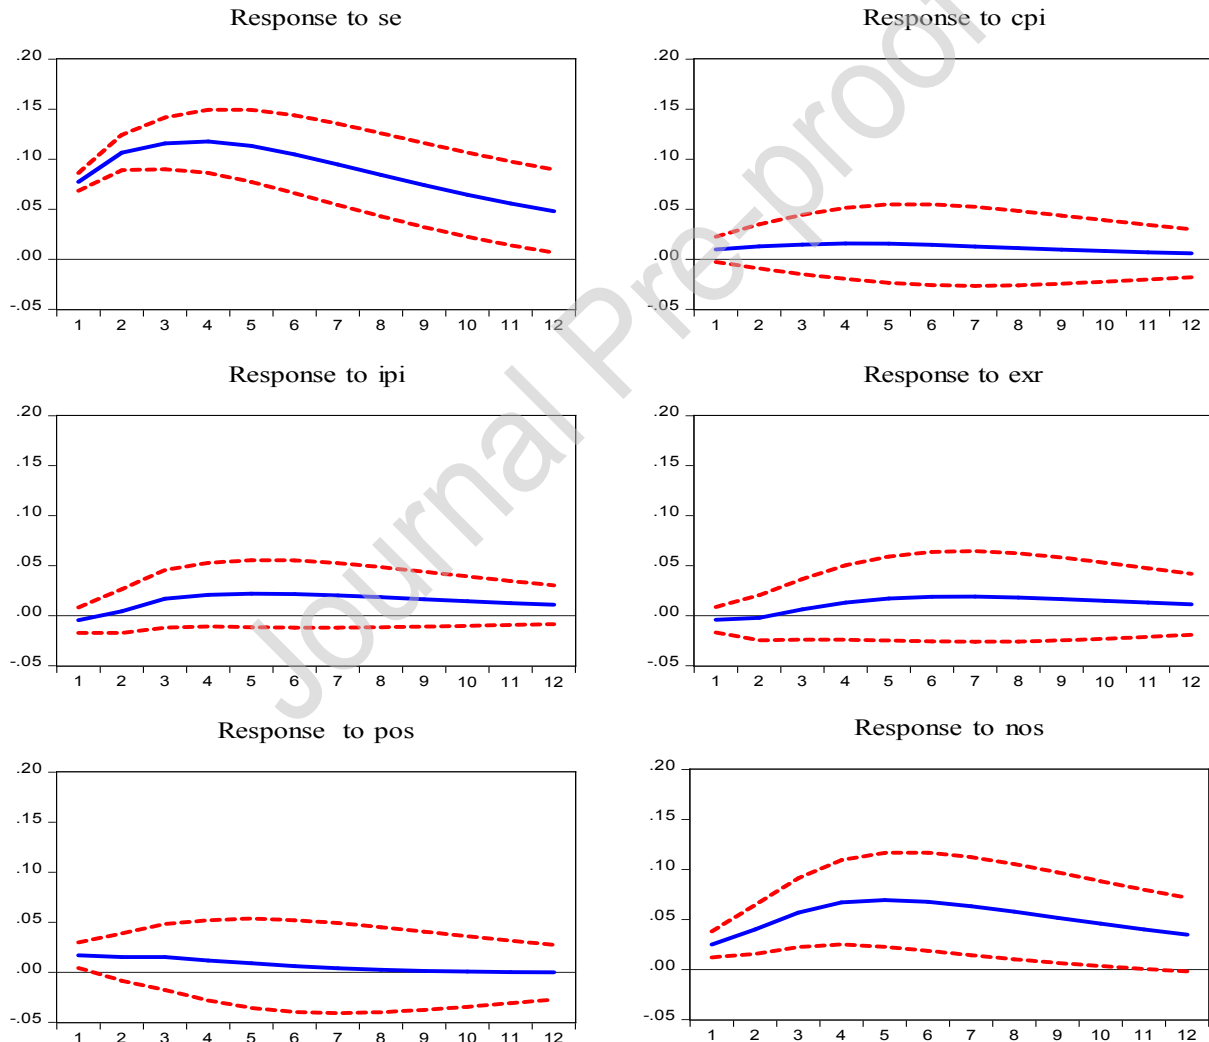 Response to se
.20
.15
.10
.05
.00
-.05
1 2 3 4 5 6 7 8 9 10 11 12
Response to cpi
.20
.15
.10
.05
.00
-.05
1 2 3 4 5 6 7 8 9 10 11 12
Response to ipi
.20
.15
.10
.05
.00
-.05
1 2 3 4 5 6 7 8 9 10 11 12
Response to exr
.20
.15
.10
.05
.00
-.05
1 2 3 4 5 6 7 8 9 10 11 12
Response to pos
.20
.15
.10
.05
.00
-.05
1 2 3 4 5 6 7 8 9 10 11 12
Response to nos
.20
.15
.10
.05
.00
-.05
1 2 3 4 5 6 7 8 9 10 11 12
Journal Pre-proof